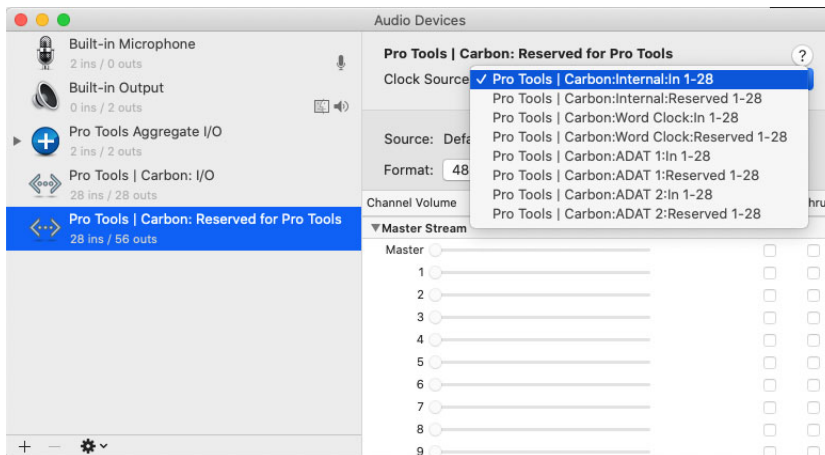 Audio Devices
Built-in Microphone
2 ins / 0 outs
Built-in Output
0 ins / 2 outs
Pro Tools Aggregate I/O
2 ins / 2 outs
Pro Tools | Carbon: I/O
28 ins / 28 outs
Pro Tools | Carbon: Reserved for Pro Tools
28 ins / 56 outs
Pro Tools | Carbon: Reserved for Pro Tools
?
Clock Source
✓ Pro Tools | Carbon:Internal:In 1-28
Pro Tools | Carbon:Internal:Reserved 1-28
Pro Tools | Carbon:Word Clock:In 1-28
Pro Tools | Carbon:Word Clock:Reserved 1-28
Pro Tools | Carbon:ADAT 1:In 1-28
Pro Tools | Carbon:ADAT 1:Reserved 1-28
Pro Tools | Carbon:ADAT 2:In 1-28
Pro Tools | Carbon:ADAT 2:Reserved 1-28
Source:
Format: 48
Channel Volume
Master Stream
Master
1
2
3
4
5
6
7
8
9